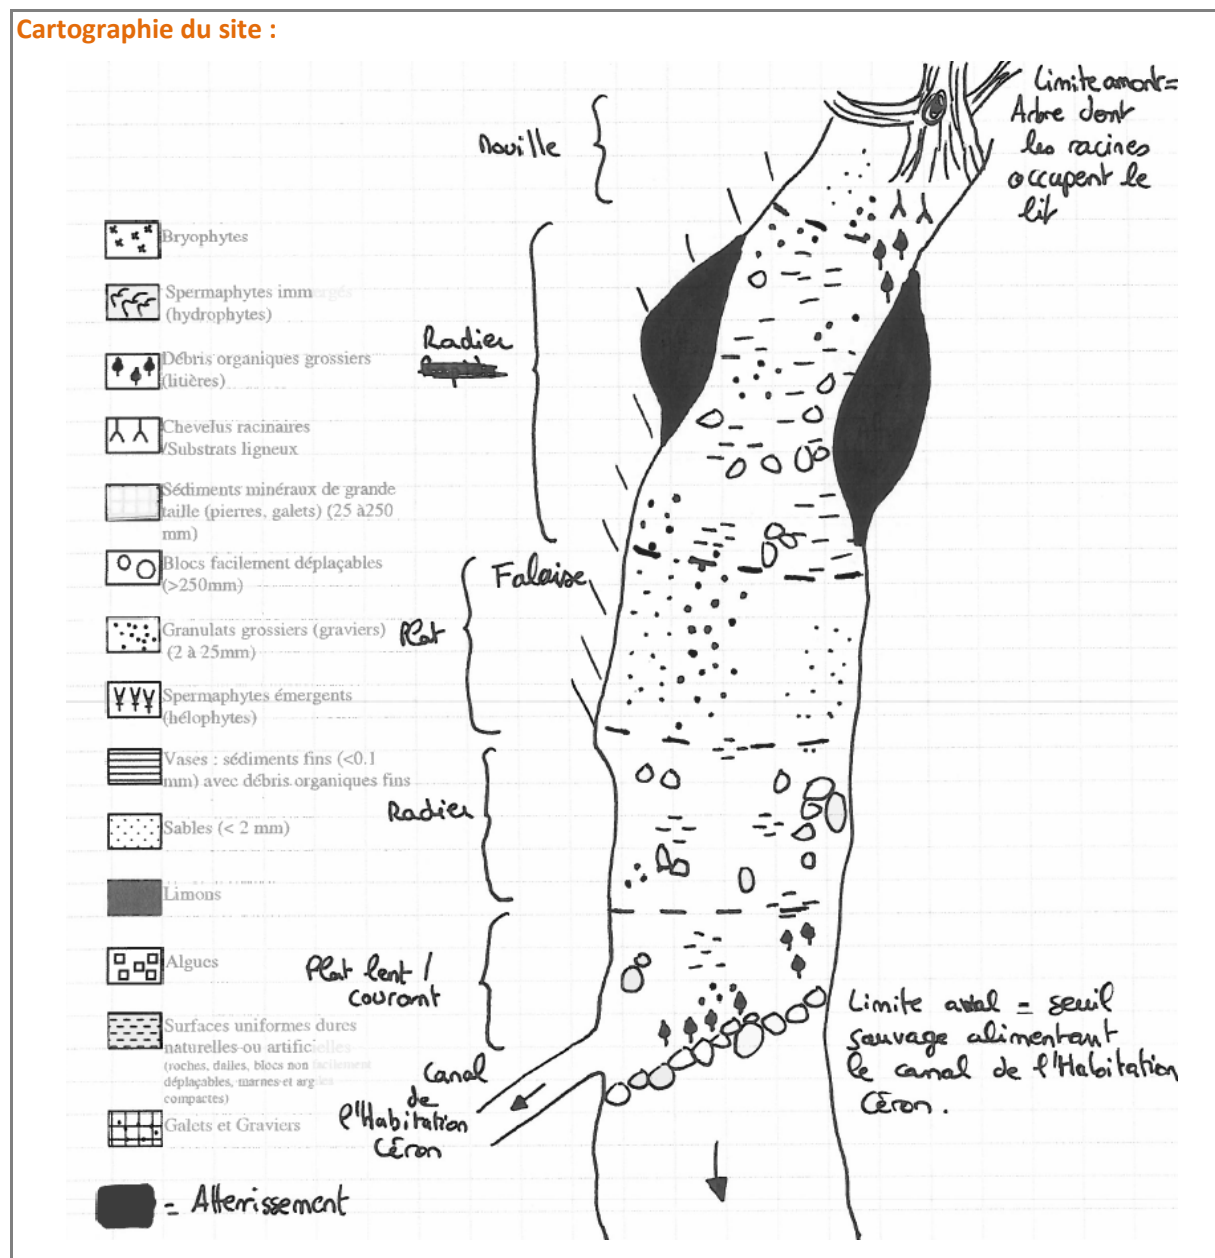 Cartographie du site :
Limite amont =
Arbre dont
les racines
occupent le
lit
Mouille
Bryophytes
Spermaphytes immergés
(hydrophytes)
Radier
Débris organiques grossiers
(litières)
Chevelus racinaires
/Substrats ligneux
Sédiments minéraux de grande
taille (pierres, galets) (25 à250
mm)
Blocs facilement déplaçables
(>250mm)
Falaise
Granulats grossiers (graviers)
(2 à 25mm)
Plat
Spermaphytes émergents
(hélophytes)
Vases : sédiments fins (<0.1
mm) avec débris organiques fins
Radier
Sables (< 2 mm)
Limons
Algues
Plat lent /
courant
Surfaces uniformes dures
naturelles ou artificielles
(roches, dalles, blocs non facilement
déplaçables, marnes et argiles
compactes)
Galets et Graviers
Canal
de
l'Habitation
Céron
Limite aval = seuil
sauvage alimentant
le canal de l'Habitation
Céron.
= Atterrissement